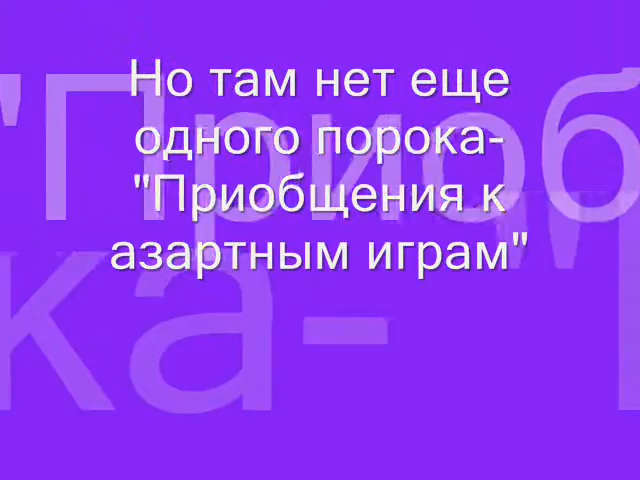 Но там нет еще
одного порока-
"Приобщения к
азартным играм"